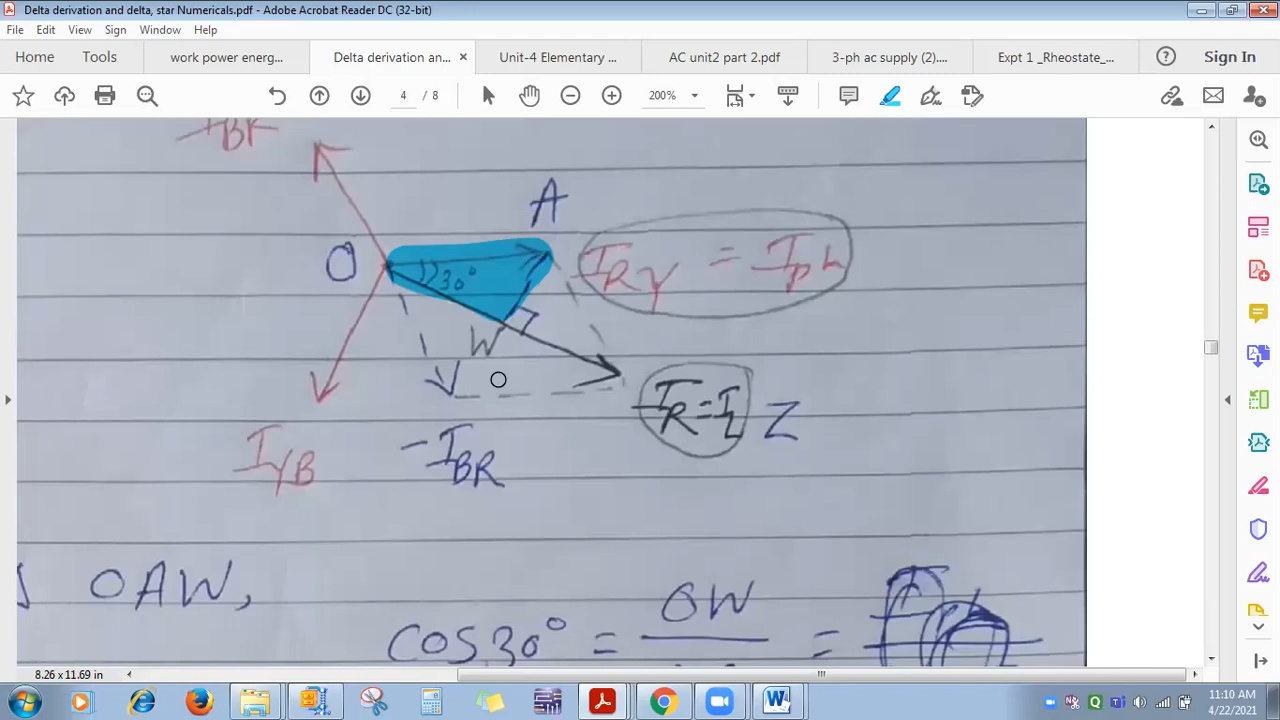 Delta derivation and delta, star Numericals.pdf - Adobe Acrobat Reader DC (32-bit)
File Edit View Sign Window Help
Home Tools work power energ... Delta derivation an... × Unit-4 Elementary ... AC unit2 part 2.pdf 3-ph ac supply (2).... Expt 1 _Rheostate_... Sign In
4 / 8 200%
IBR
A
O 30° IRY = Iph
W
IR=IL Z
IYB -IBR
OAW,
OW
COS30° = =
8.26 x 11.69 in
11:10 AM
4/22/2021